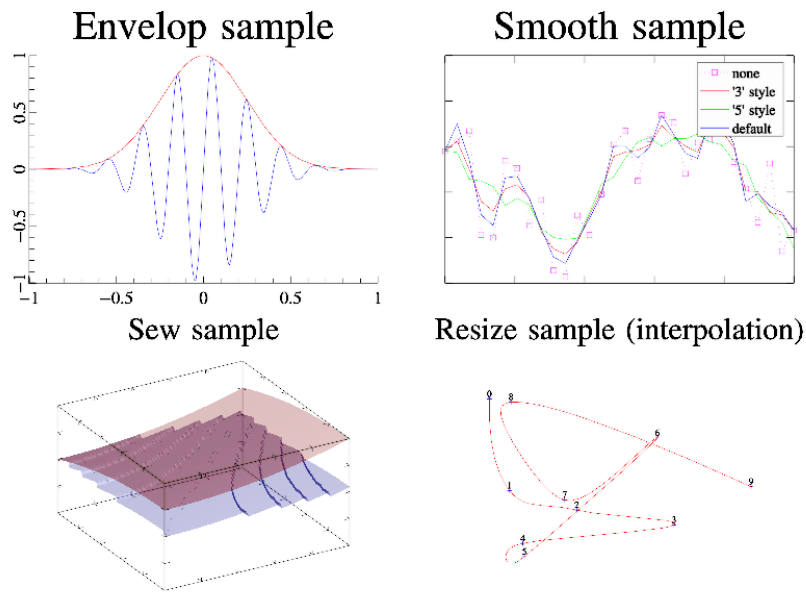 Envelop sample
1
0.5
0
−0.5
−1
−1
−0.5
0
0.5
1
Smooth sample
none
'3' style
'5' style
default
Sew sample
Resize sample (interpolation)
0
8
6
1
7
2
9
3
4
5